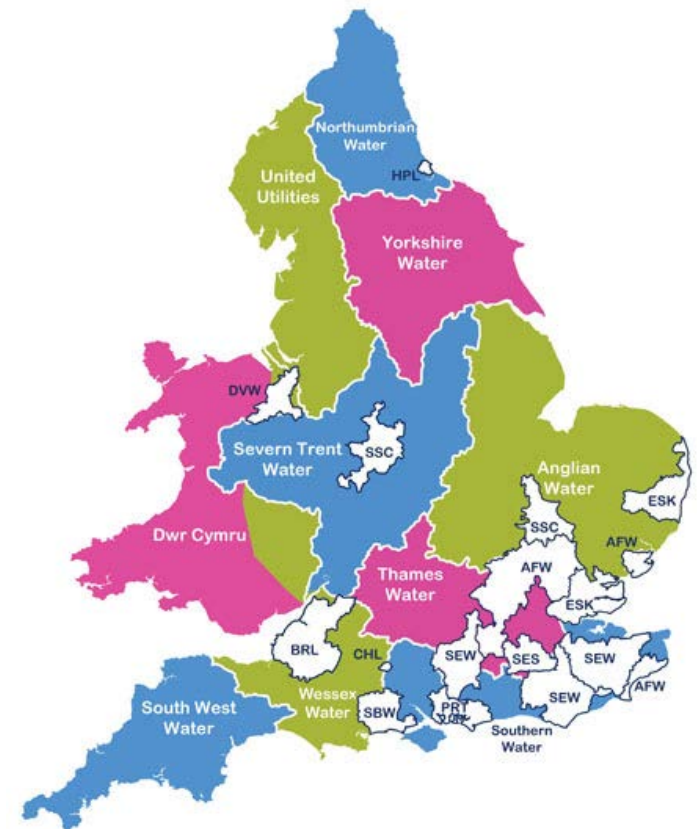 Northumbrian
Water
HPL
United
Utilities
Yorkshire
Water
DVW
Severn Trent
Water
SSC
Anglian
Water
ESK
SSC
Dwr Cymru
AFW
AFW
Thames
Water
ESK
BRL
CHL
SEW
SES
SEW
AFW
Wessex
Water
SBW
PRT
SEW
South West
Water
Southern
Water